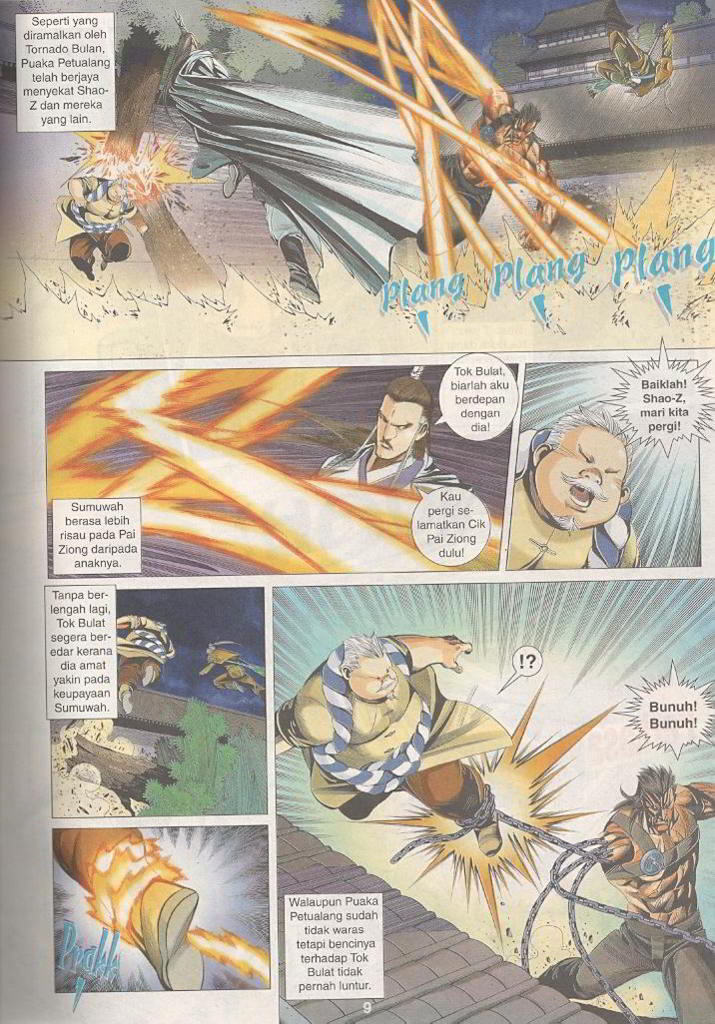 Seperti yang
diramalkan oleh
Tornado Bulan,
Puaka Petualang
telah berjaya
menyekat Shao-
Z dan mereka
yang lain.
Plang Plang Plang
Tok Bulat,
biarlah aku
berdepan
dengan
dia!
Baiklah!
Shao-Z,
mari kita
pergi!
Kau
pergi se-
lamatkan Cik
Pai Ziong
dulu!
Sumuwah
berasa lebih
risau pada Pai
Ziong daripada
anaknya.
Tanpa ber-
lengah lagi,
Tok Bulat
segera ber-
edar kerana
dia amat
yakin pada
keupayaan
Sumuwah.
!?
Bunuh!
Bunuh!
Prakk
Walaupun Puaka
Petualang sudah
tidak waras
tetapi bencinya
terhadap Tok
Bulat tidak
pernah luntur.
9